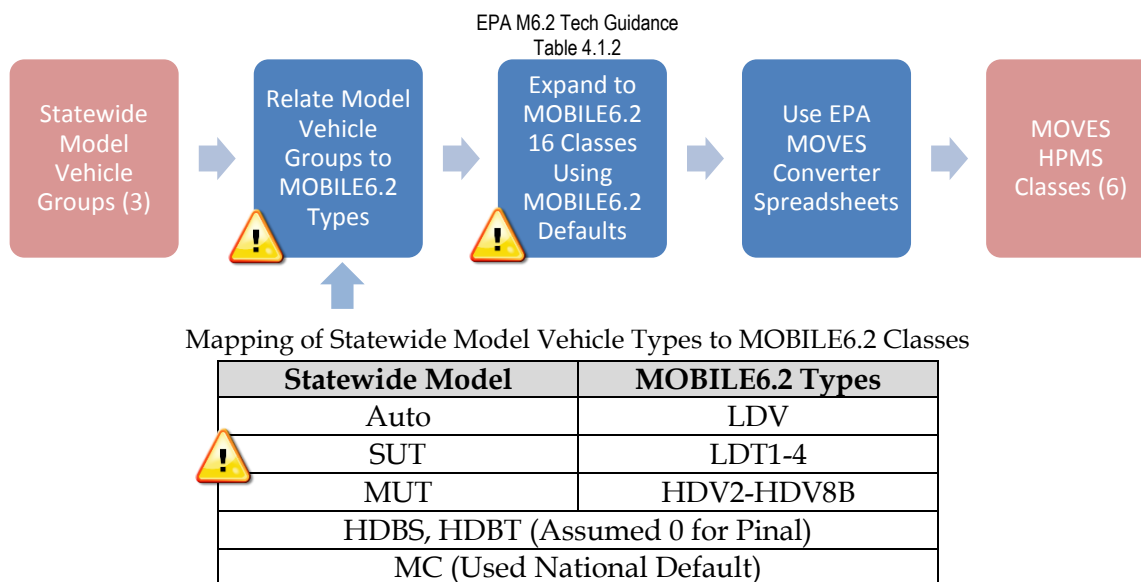 EPA M6.2 Tech Guidance
Table 4.1.2
Statewide
Model
Vehicle
Groups (3)
Relate Model
Vehicle
Groups to
MOBILE6.2
Types
!
Expand to
MOBILE6.2
16 Classes
Using
MOBILE6.2
Defaults
!
Use EPA
MOVES
Converter
Spreadsheets
MOVES
HPMS
Classes (6)
Mapping of Statewide Model Vehicle Types to MOBILE6.2 Classes
Statewide Model MOBILE6.2 Types
Auto LDV
! SUT LDT1-4
MUT HDV2-HDV8B
HDBS, HDBT (Assumed 0 for Pinal)
MC (Used National Default)